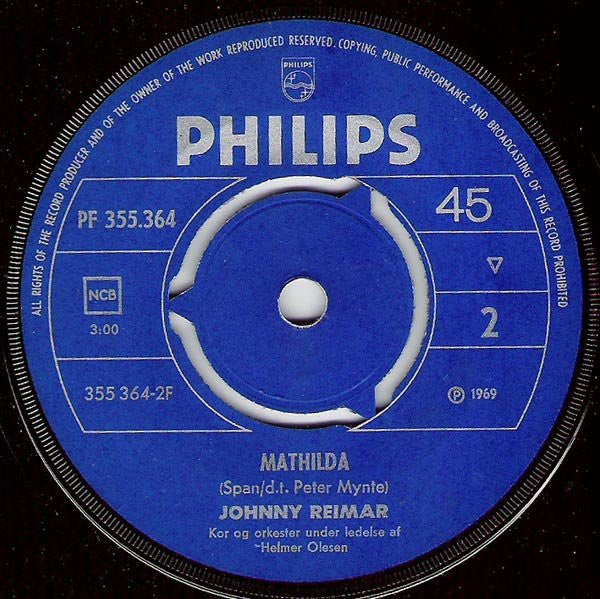 ALL RIGHTS OF THE RECORD PRODUCER AND OF THE OWNER OF THE WORK REPRODUCED RESERVED. COPYING, PUBLIC PERFORMANCE AND BROADCASTING OF THIS RECORD PROHIBITED
PHILIPS
PHILIPS
PF 355.364
45
NCB
3:00
2
355 364-2F
℗ 1969
MATHILDA
(Span/d.t. Peter Mynte)
JOHNNY REIMAR
Kor og orkester under ledelse af
Helmer Olesen